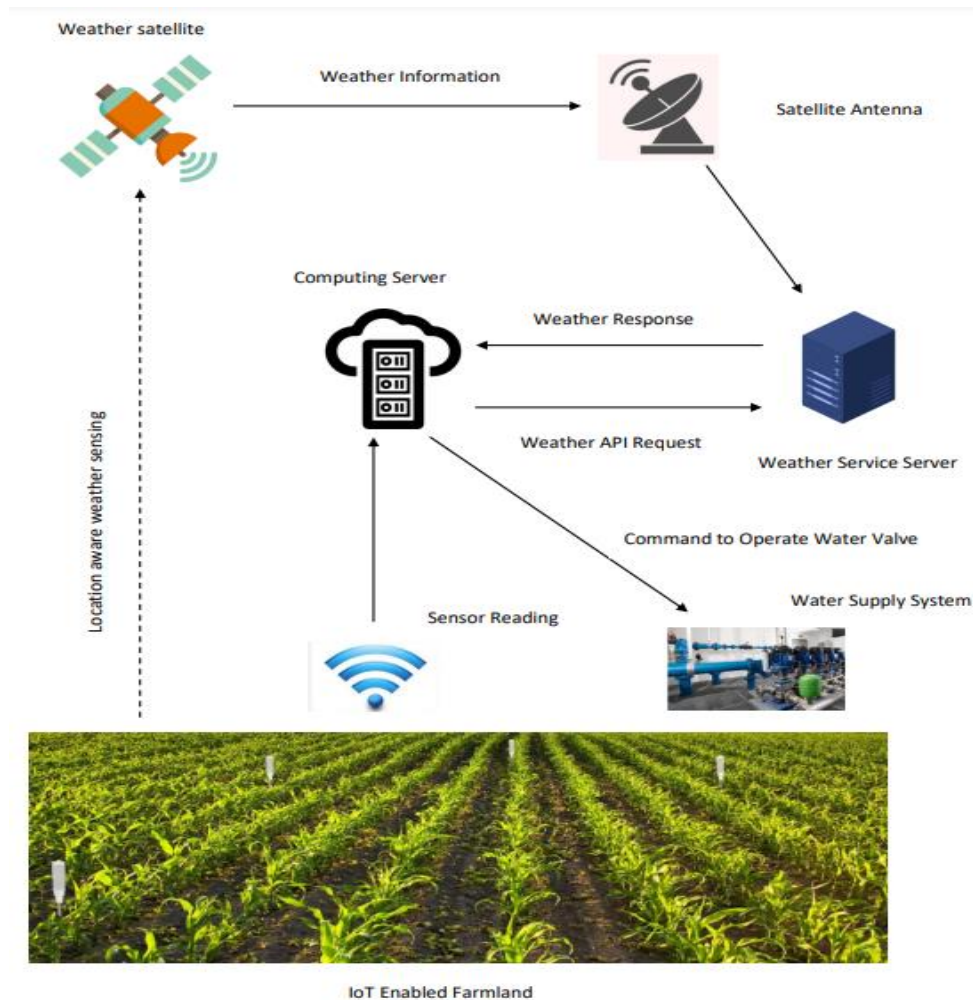 Weather satellite
Weather Information
Satellite Antenna
Computing Server
Weather Response
Weather API Request
Weather Service Server
Location aware weather sensing
Command to Operate Water Valve
Water Supply System
Sensor Reading
IoT Enabled Farmland